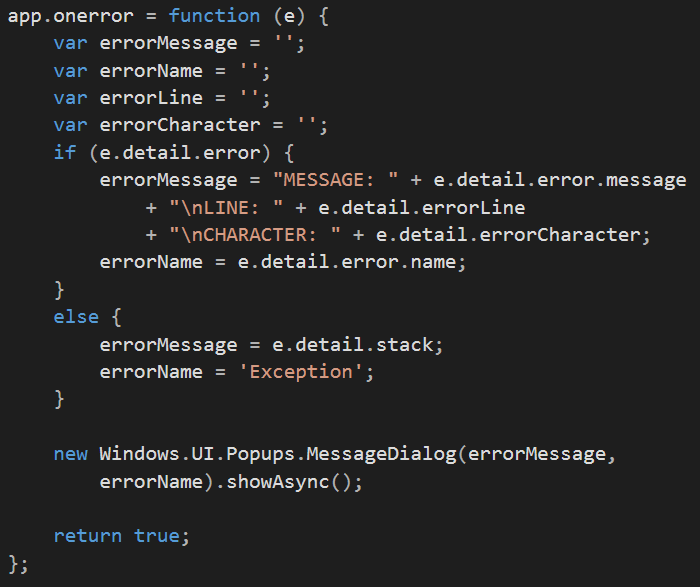 app.onerror = function (e) {
    var errorMessage = '';
    var errorName = '';
    var errorLine = '';
    var errorCharacter = '';
    if (e.detail.error) {
        errorMessage = "MESSAGE: " + e.detail.error.message
            + "\nLINE: " + e.detail.errorLine
            + "\nCHARACTER: " + e.detail.errorCharacter;
        errorName = e.detail.error.name;
    }
    else {
        errorMessage = e.detail.stack;
        errorName = 'Exception';
    }

    new Windows.UI.Popups.MessageDialog(errorMessage,
        errorName).showAsync();

    return true;
};